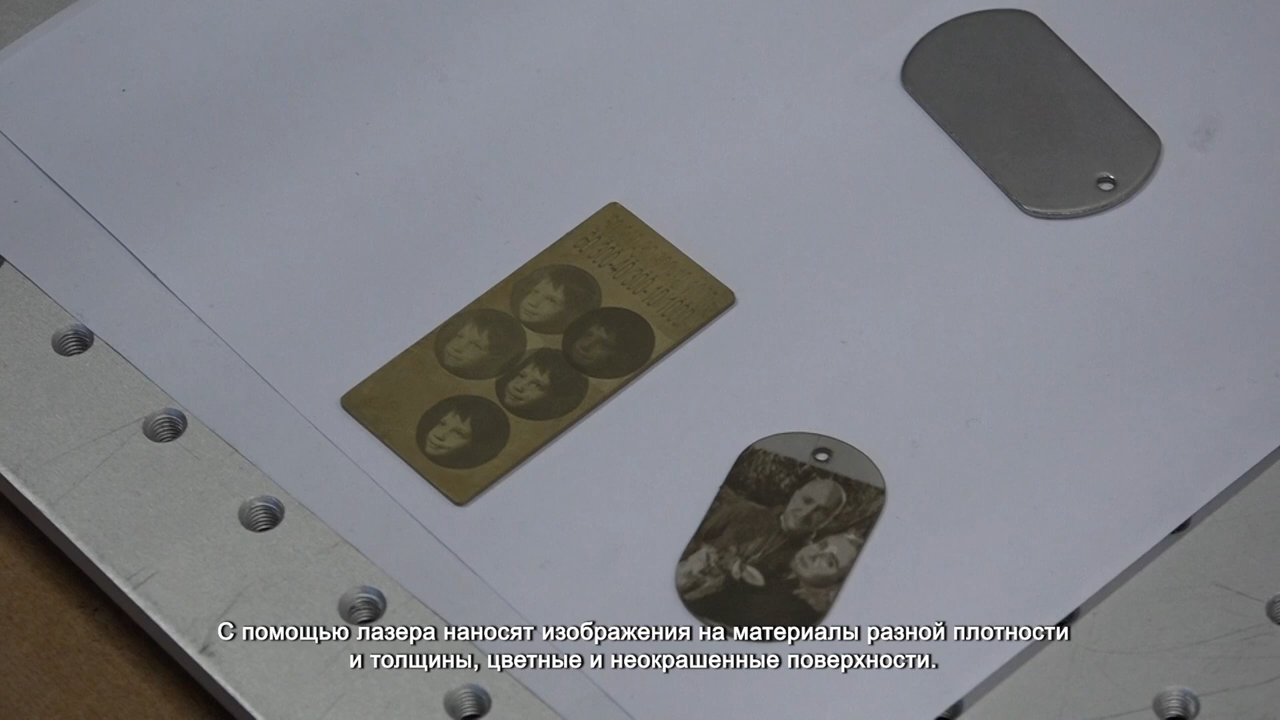 С помощью лазера наносят изображения на материалы разной плотности
и толщины, цветные и неокрашенные поверхности.